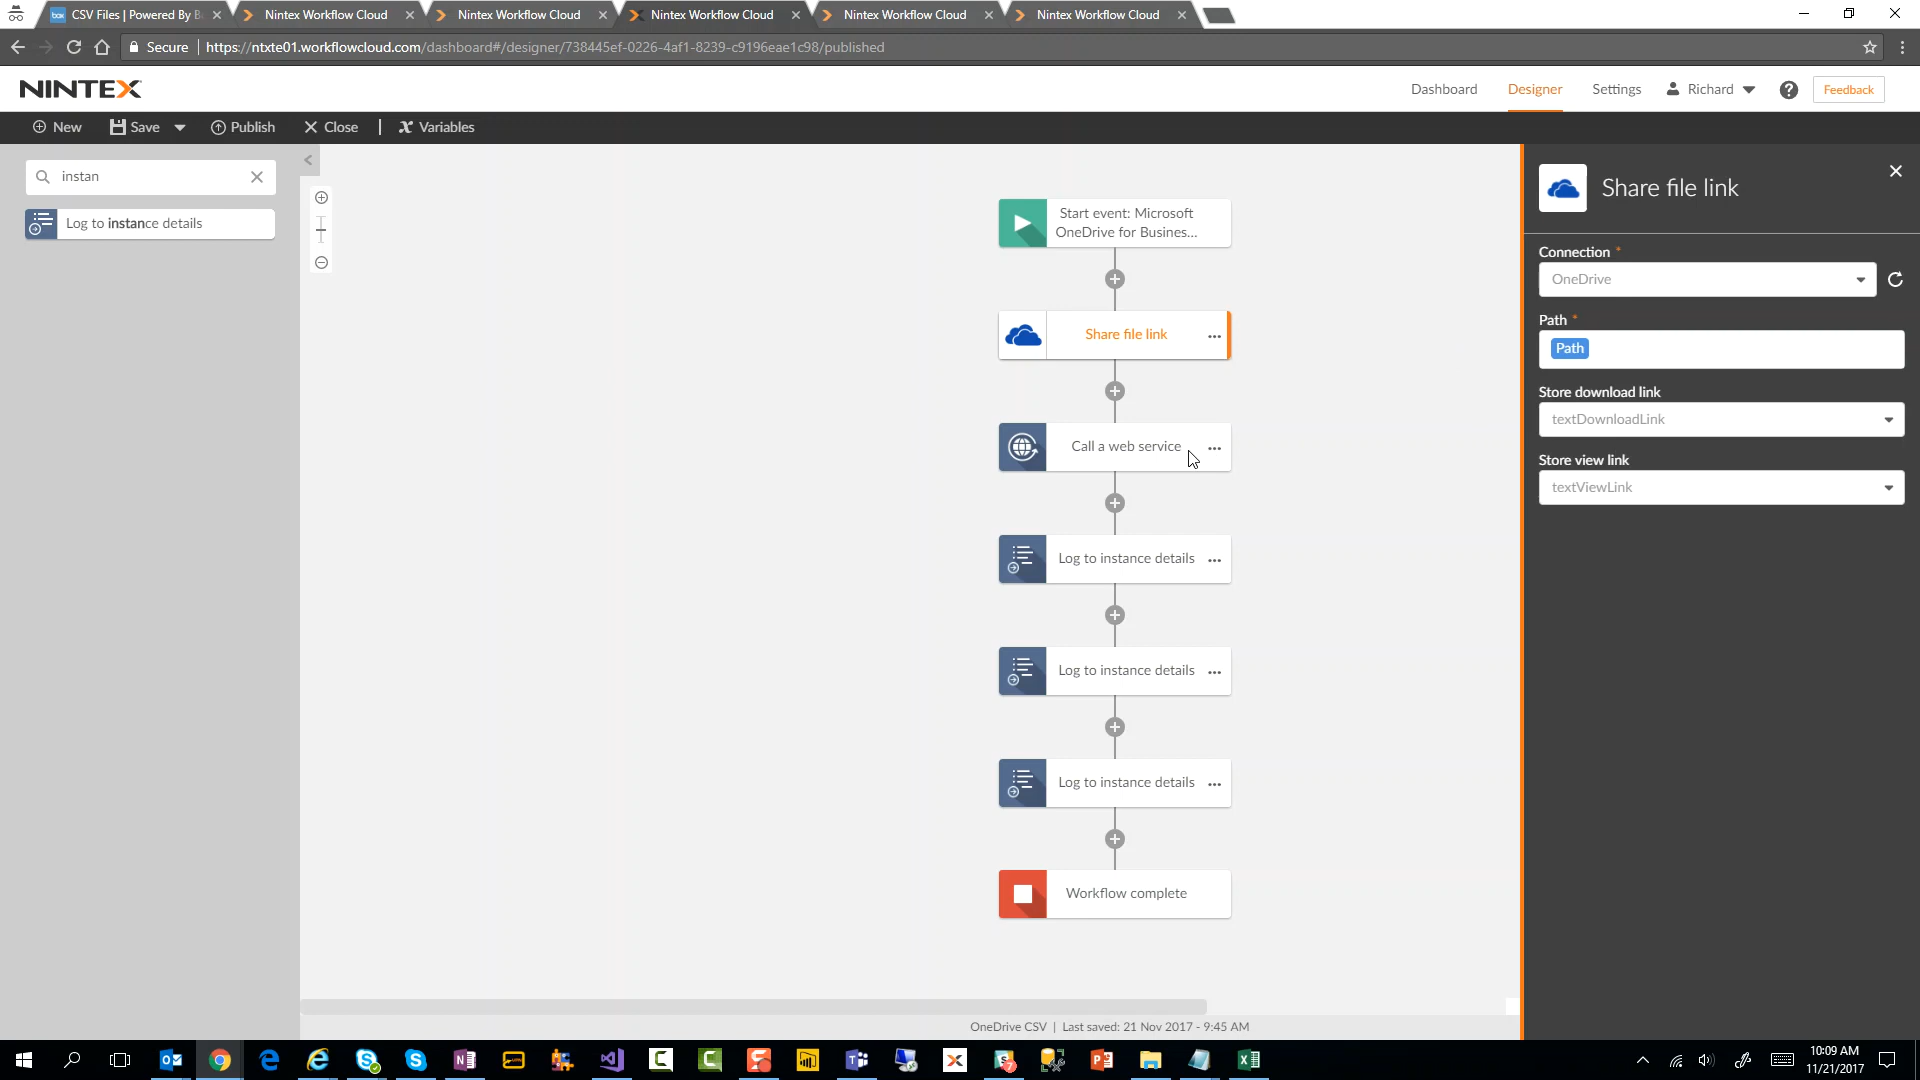 CSV Files | Powered By B
Nintex Workflow Cloud
Nintex Workflow Cloud
Nintex Workflow Cloud
Nintex Workflow Cloud
Nintex Workflow Cloud
Secure
https://ntxte01.workflowcloud.com/dashboard#/designer/738445ef-0226-4af1-8239-c9196eae1c98/published
NINTEX
Dashboard
Designer
Settings
Richard
Feedback
New
Save
Publish
Close
Variables
instan
Log to instance details
Start event: Microsoft
OneDrive for Busines...
Share file link
Call a web service
Log to instance details
Log to instance details
Log to instance details
Workflow complete
Share file link
Connection *
OneDrive
Path *
Path
Store download link
textDownloadLink
Store view link
textViewLink
OneDrive CSV | Last saved: 21 Nov 2017 - 9:45 AM
10:09 AM
11/21/2017